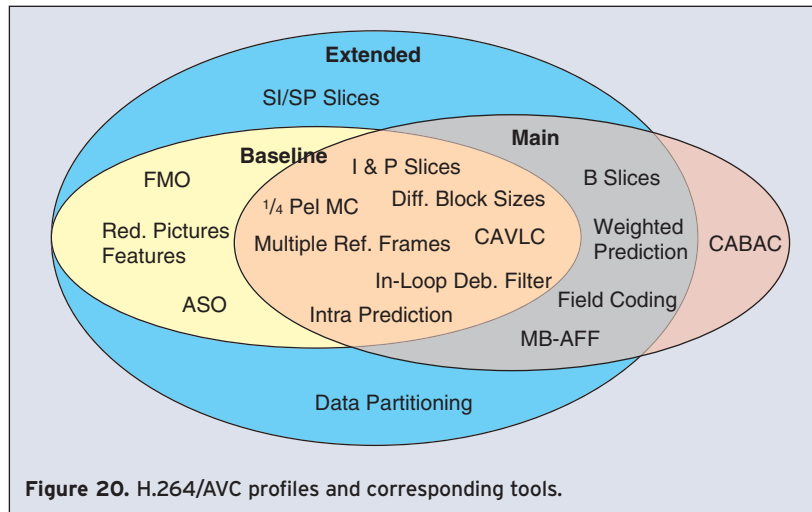 Extended
SI/SP Slices
Main
Baseline
I & P Slices
FMO
B Slices
1/4 Pel MC
Diff. Block Sizes
Red. Pictures
Features
Multiple Ref. Frames
CAVLC
Weighted
Prediction
CABAC
In-Loop Deb. Filter
ASO
Intra Prediction
Field Coding
MB-AFF
Data Partitioning
Figure 20. H.264/AVC profiles and corresponding tools.